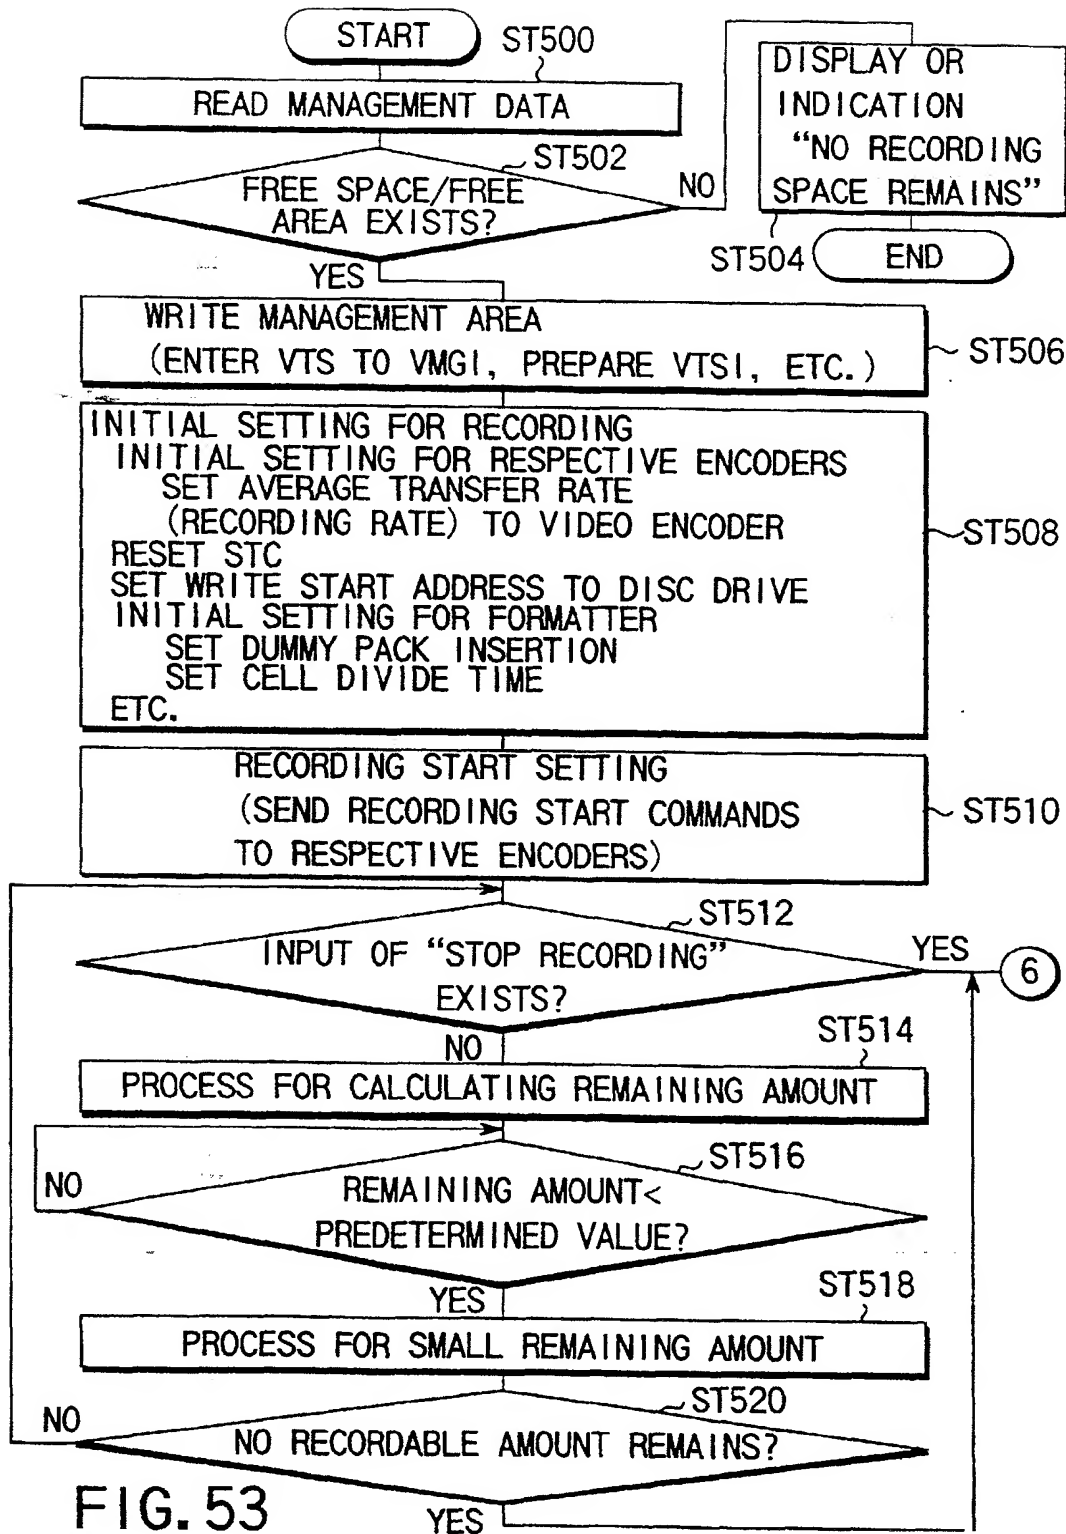 START
ST500
READ MANAGEMENT DATA
ST502
FREE SPACE/FREE
AREA EXISTS?
NO
DISPLAY OR
INDICATION
“NO RECORDING
SPACE REMAINS”
ST504
END
YES
WRITE MANAGEMENT AREA
(ENTER VTS TO VMGI, PREPARE VTSI, ETC.)
ST506
INITIAL SETTING FOR RECORDING
INITIAL SETTING FOR RESPECTIVE ENCODERS
SET AVERAGE TRANSFER RATE
(RECORDING RATE) TO VIDEO ENCODER
RESET STC
SET WRITE START ADDRESS TO DISC DRIVE
INITIAL SETTING FOR FORMATTER
SET DUMMY PACK INSERTION
SET CELL DIVIDE TIME
ETC.
ST508
RECORDING START SETTING
(SEND RECORDING START COMMANDS
TO RESPECTIVE ENCODERS)
ST510
ST512
INPUT OF “STOP RECORDING”
EXISTS?
YES
6
NO
ST514
PROCESS FOR CALCULATING REMAINING AMOUNT
ST516
NO
REMAINING AMOUNT<
PREDETERMINED VALUE?
YES
ST518
PROCESS FOR SMALL REMAINING AMOUNT
ST520
NO
NO RECORDABLE AMOUNT REMAINS?
YES
FIG. 53